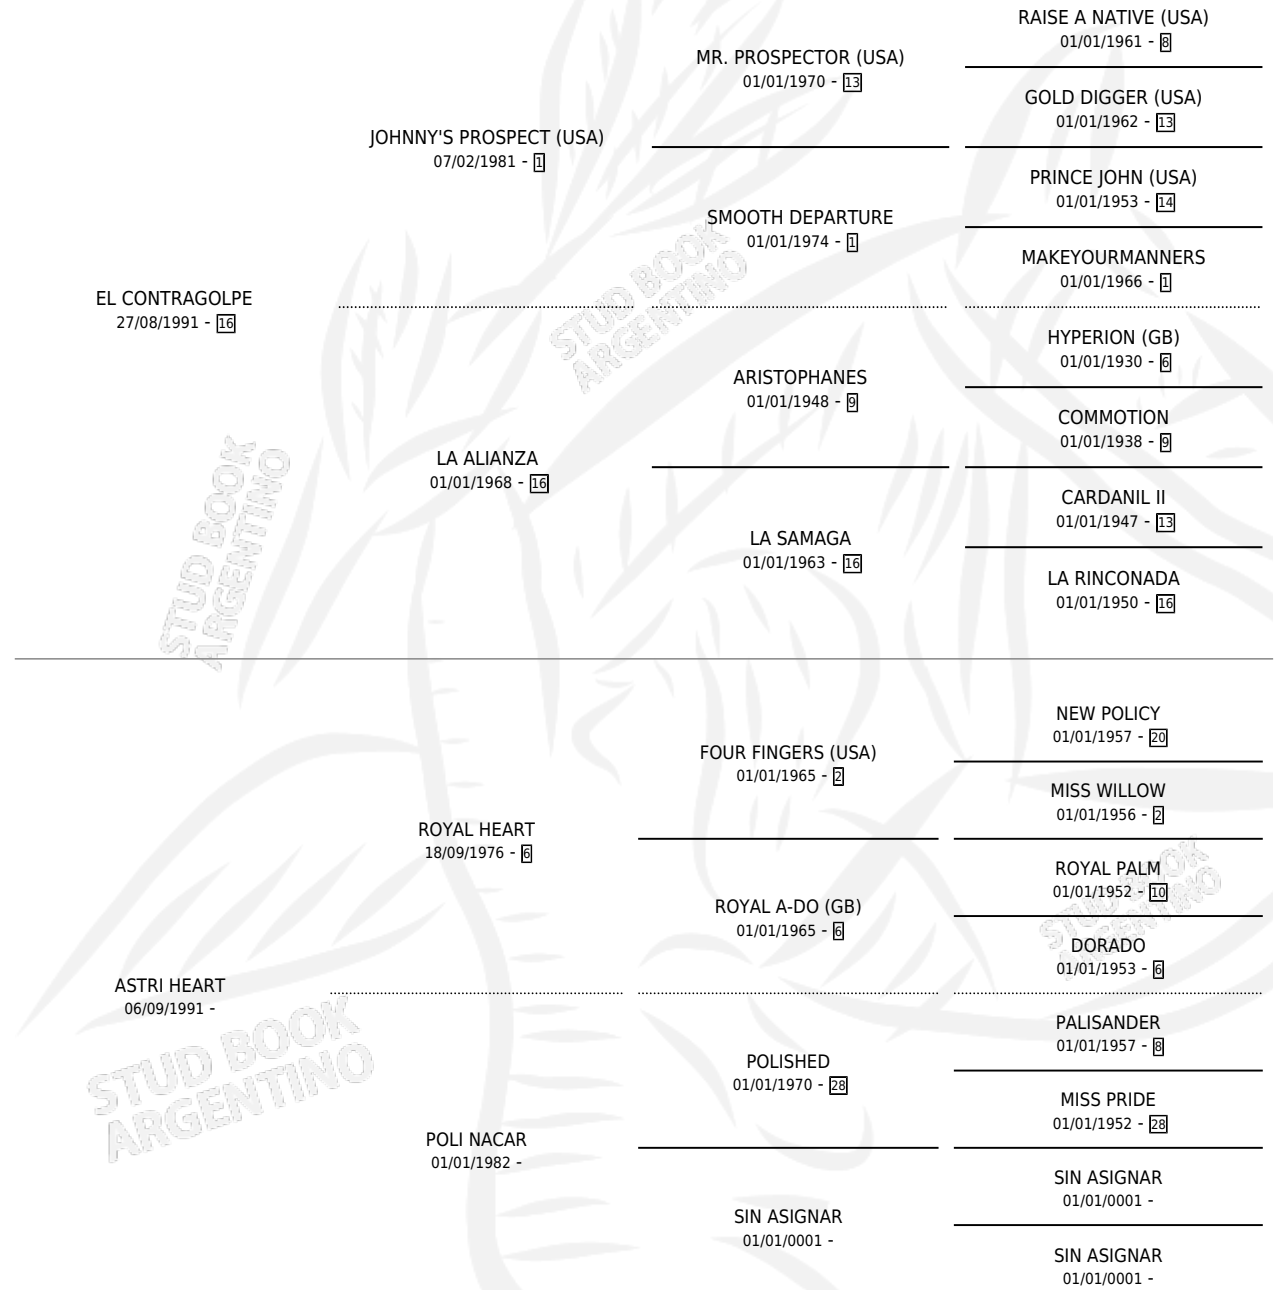 RAISE A NATIVE (USA)
01/01/1961 - 8
MR. PROSPECTOR (USA)
01/01/1970 - 13
GOLD DIGGER (USA)
01/01/1962 - 13
JOHNNY'S PROSPECT (USA)
07/02/1981 - 1
PRINCE JOHN (USA)
01/01/1953 - 14
SMOOTH DEPARTURE
01/01/1974 - 1
MAKEYOURMANNERS
01/01/1966 - 1
EL CONTRAGOLPE
27/08/1991 - 16
HYPERION (GB)
01/01/1930 - 6
ARISTOPHANES
01/01/1948 - 9
COMMOTION
01/01/1938 - 9
LA ALIANZA
01/01/1968 - 16
CARDANIL II
01/01/1947 - 13
LA SAMAGA
01/01/1963 - 16
LA RINCONADA
01/01/1950 - 16
NEW POLICY
01/01/1957 - 20
FOUR FINGERS (USA)
01/01/1965 - 2
MISS WILLOW
01/01/1956 - 2
ROYAL HEART
18/09/1976 - 6
ROYAL PALM
01/01/1952 - 10
ROYAL A-DO (GB)
01/01/1965 - 6
DORADO
01/01/1953 - 6
ASTRI HEART
06/09/1991 -
PALISANDER
01/01/1957 - 8
POLISHED
01/01/1970 - 28
MISS PRIDE
01/01/1952 - 28
POLI NACAR
01/01/1982 -
SIN ASIGNAR
01/01/0001 -
SIN ASIGNAR
01/01/0001 -
SIN ASIGNAR
01/01/0001 -
STUD BOOK
ARGENTINO
STUD BOOK
ARGENTINO
STUD BOOK
ARGENTINO
STUD BOOK
ARGENTINO